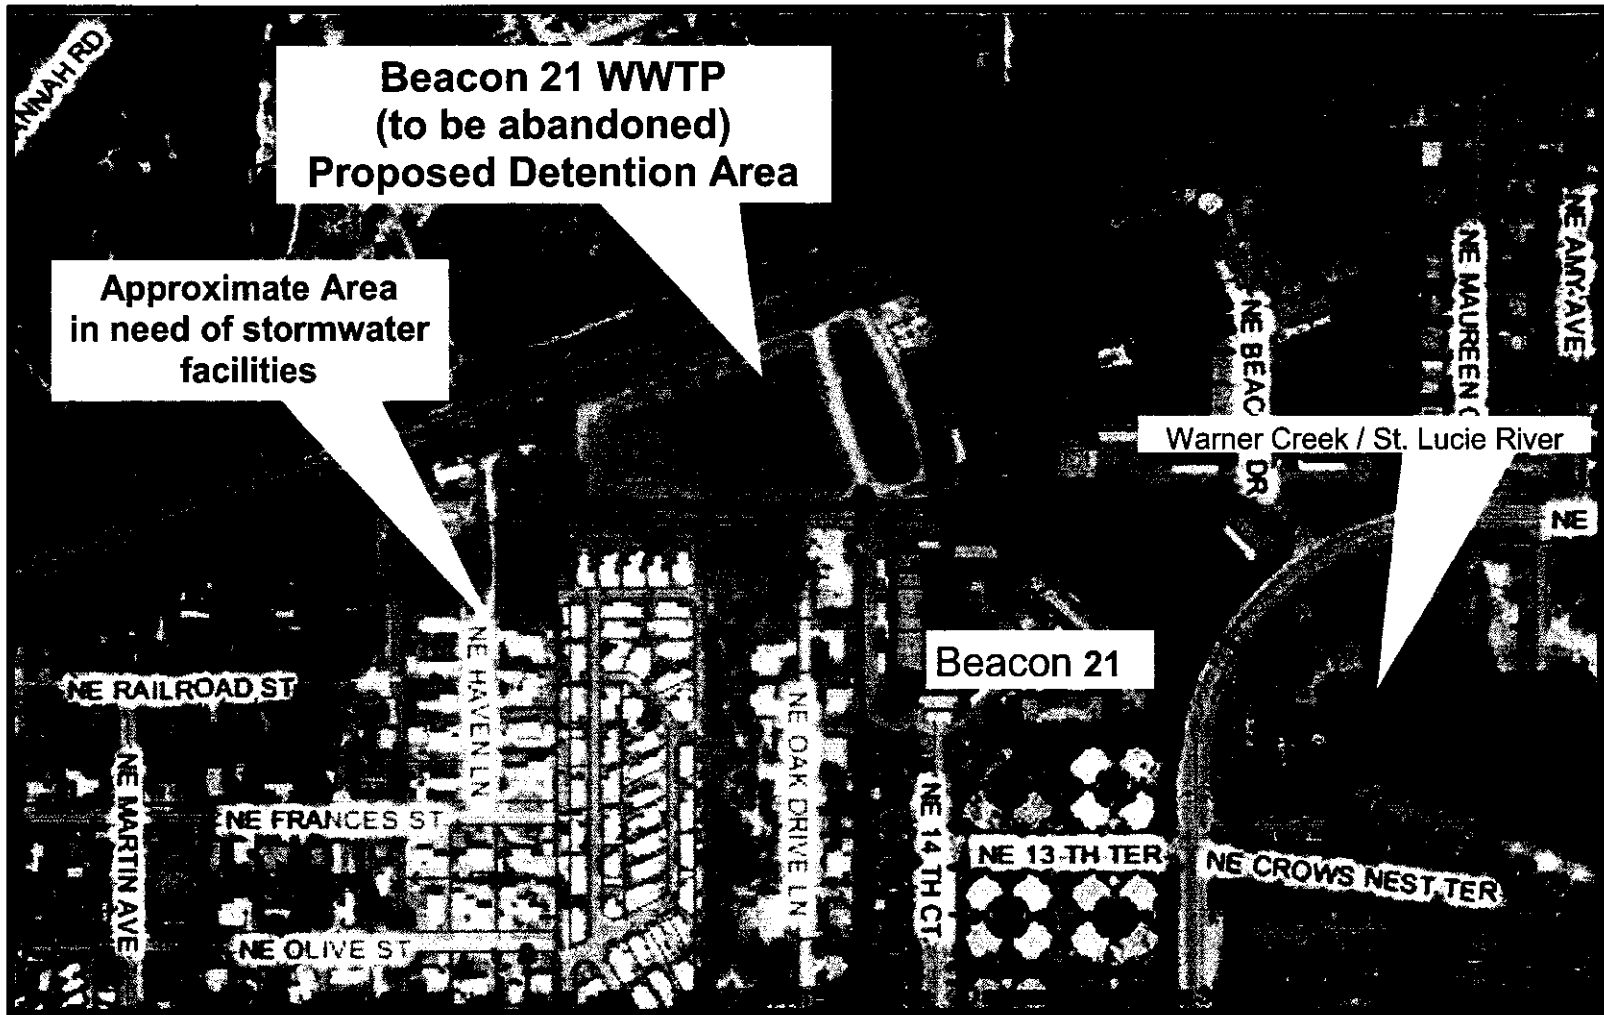 ANNAH RD
Beacon 21 WWTP
(to be abandoned)
Proposed Detention Area
Approximate Area
in need of stormwater
facilities
NE AMY AVE
NE MAUREEN C
NE BEAC
DR
Warner Creek / St. Lucie River
NE
Beacon 21
NE RAILROAD ST
NE HAVEN LN
NE OAK DRIVE LN
NE MARTIN AVE
NE FRANCES ST
NE 14 TH CT
NE 13 TH TER
NE CROWS NEST TER
NE OLIVE ST